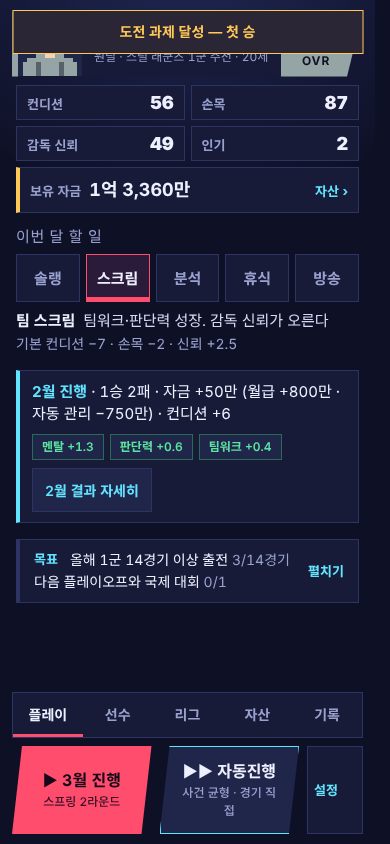 도전 과제 달성 — 첫 승
원딜 · 스틸 래춘즈 1군 주전 · 20세
OVR
컨디션 56
손목 87
감독 신뢰 49
인기 2
보유 자금 1억 3,360만 자산 ›
이번 달 할 일
솔랭 스크림 분석 휴식 방송
팀 스크림 팀워크·판단력 성장. 감독 신뢰가 오른다
기본 컨디션 −7 · 손목 −2 · 신뢰 +2.5
2월 진행 · 1승 2패 · 자금 +50만 (월급 +800만 ·
자동 관리 −750만) · 컨디션 +6
멘탈 +1.3 판단력 +0.6 팀워크 +0.4
2월 결과 자세히
목표 올해 1군 14경기 이상 출전 3/14경기
다음 플레이오프와 국제 대회 0/1
펼치기
플레이 선수 리그 자산 기록
▶ 3월 진행
스프링 2라운드
▶▶ 자동진행
사건 균형 · 경기 직
접
설정